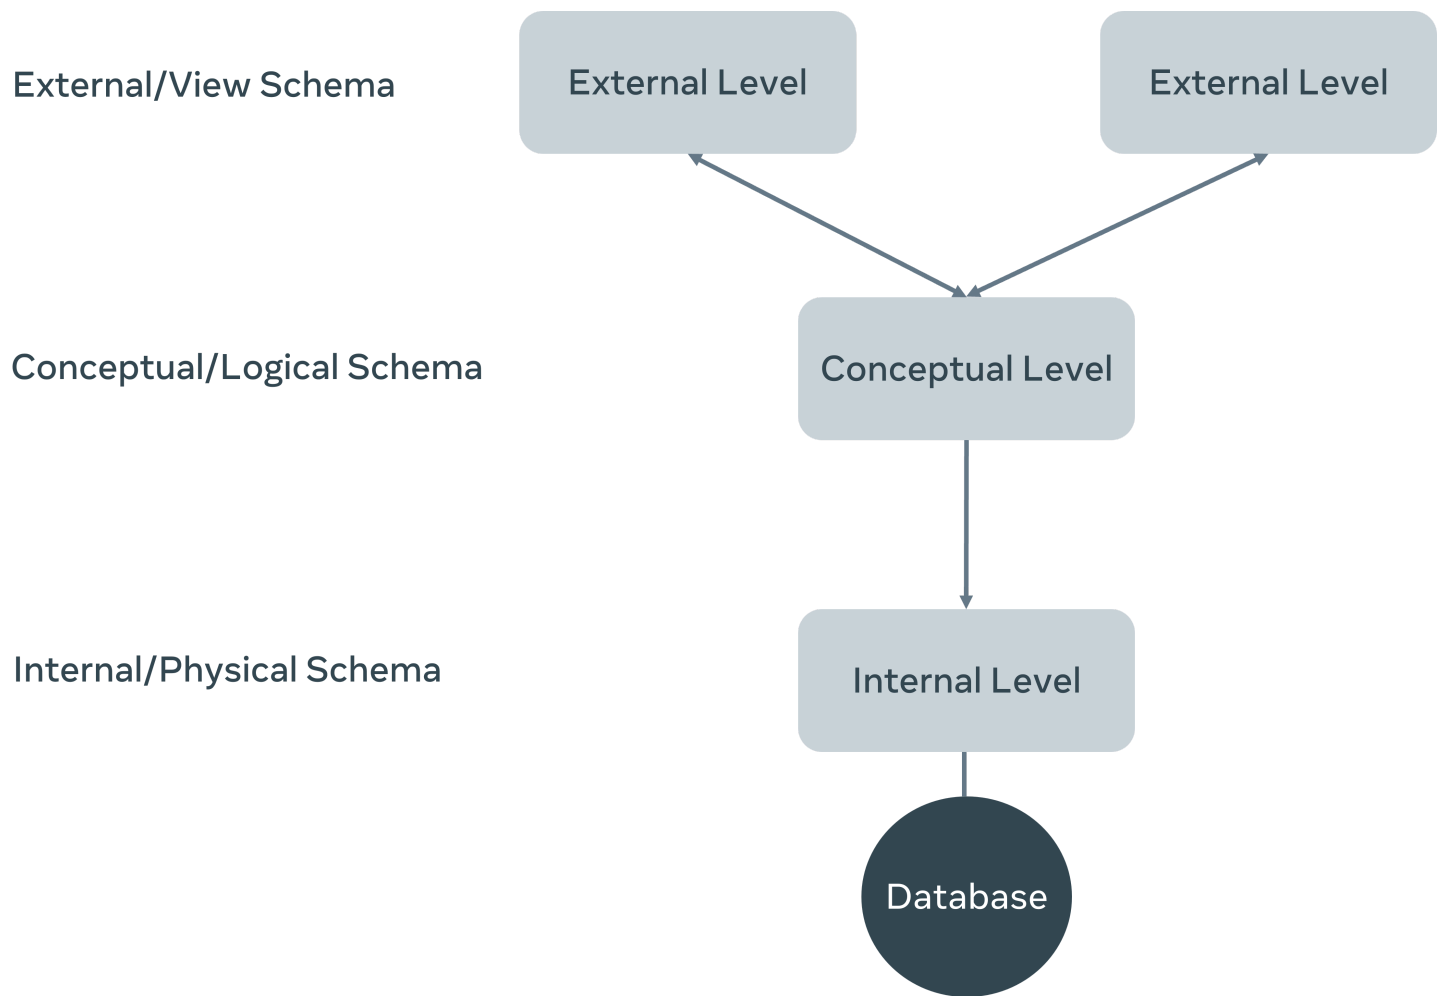 External/View Schema
External Level
External Level
Conceptual/Logical Schema
Conceptual Level
Internal/Physical Schema
Internal Level
Database